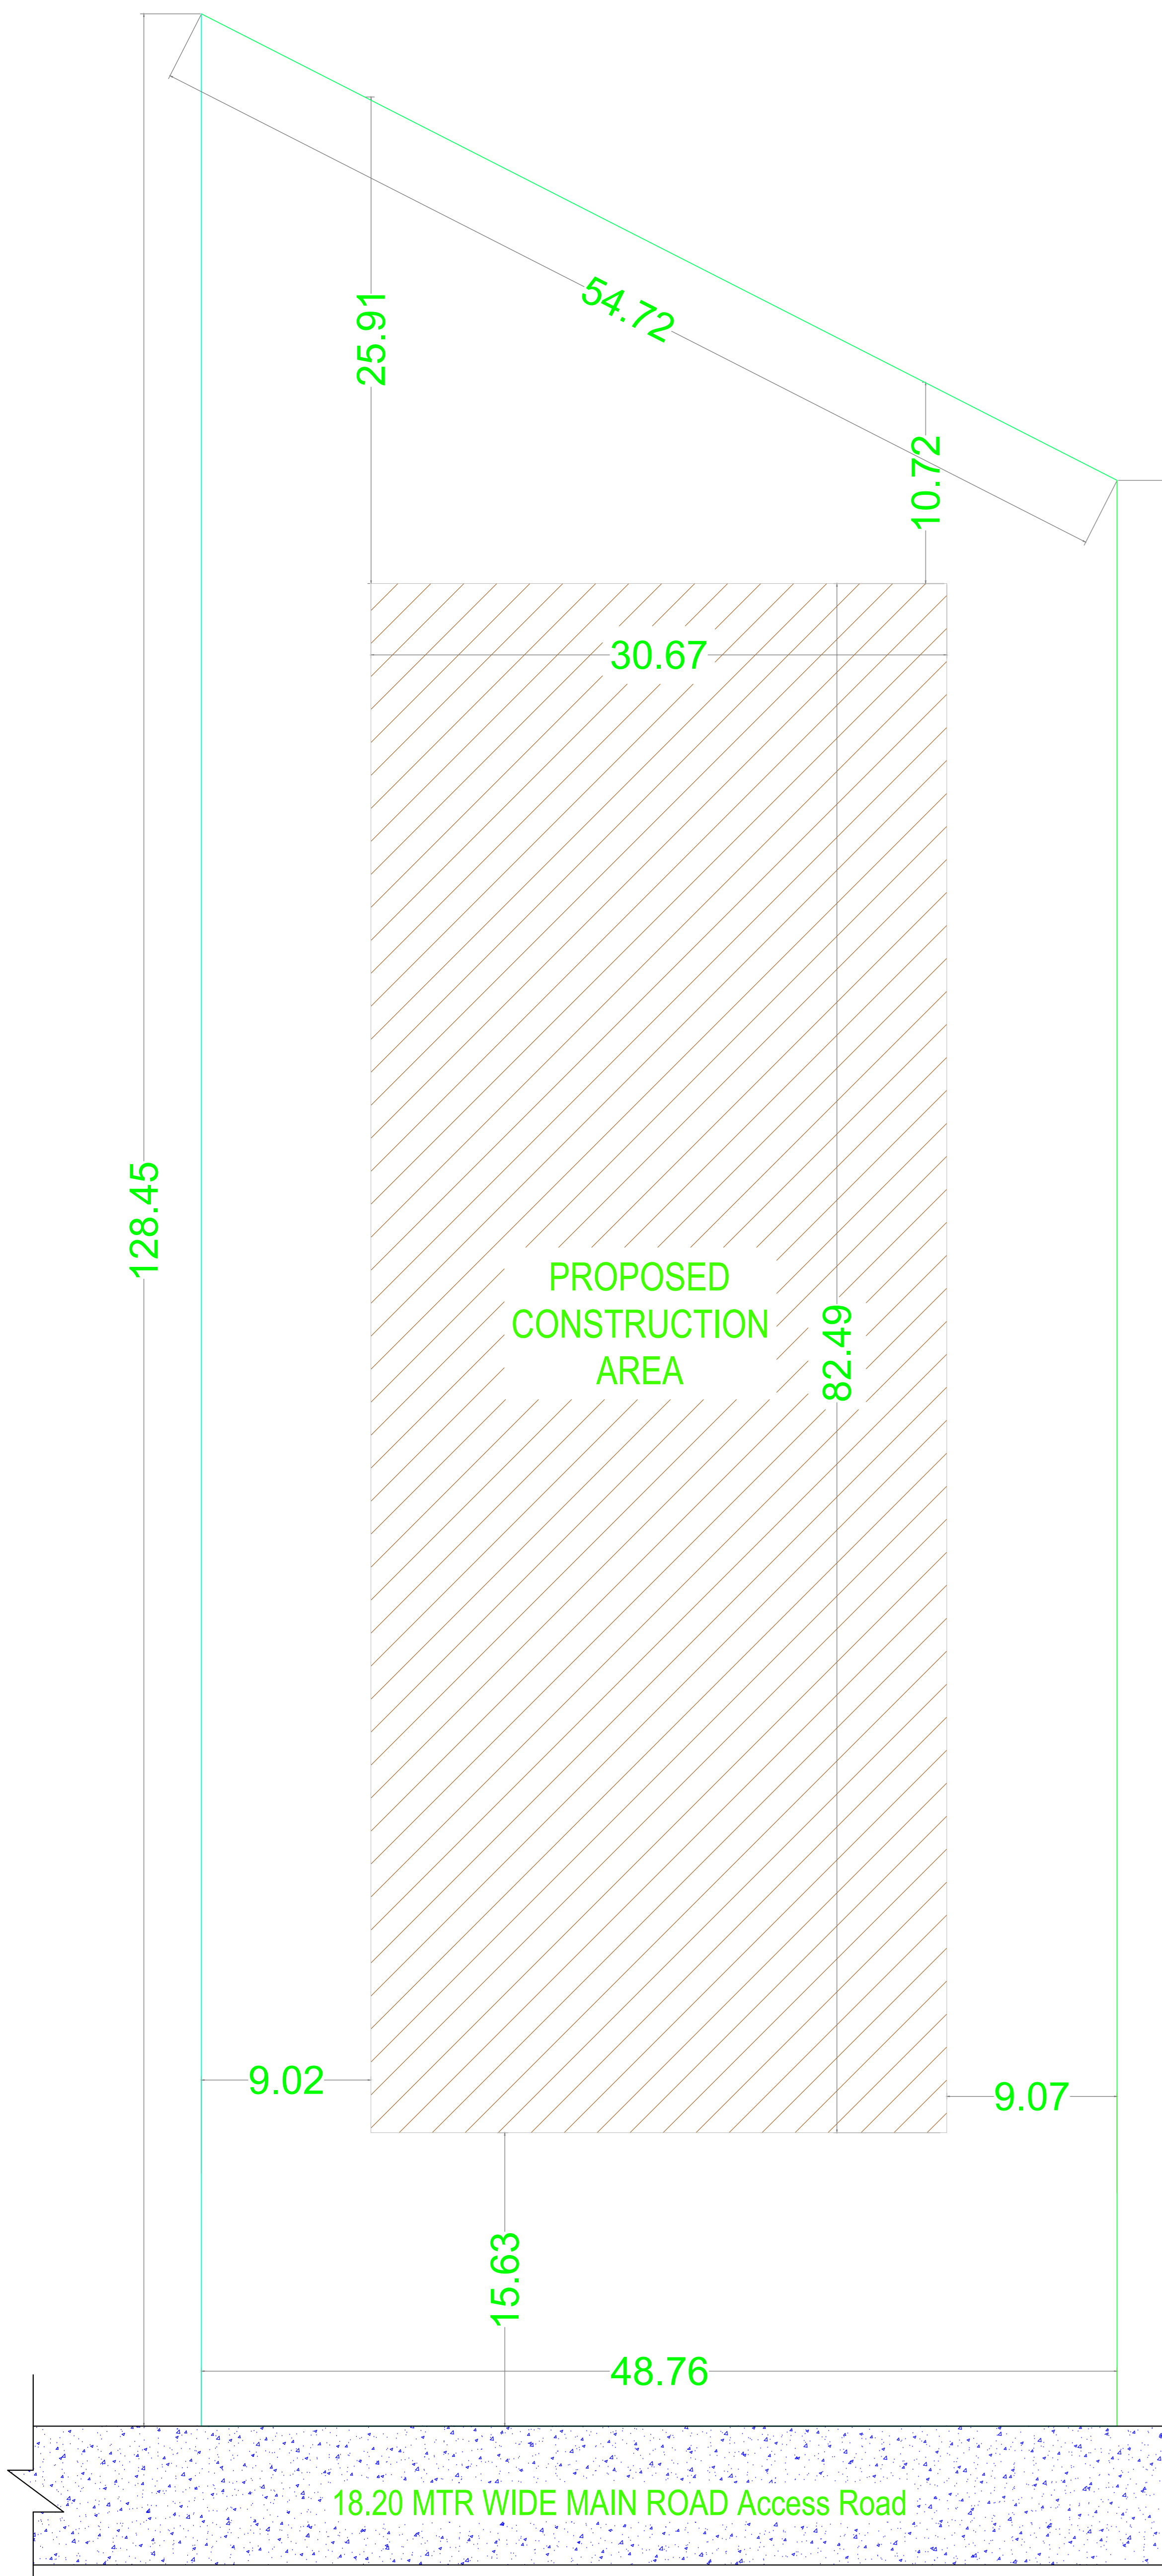 25.91
54.72
10.72
30.67
128.45
PROPOSED
CONSTRUCTION
AREA
82.49
9.02
9.07
15.63
48.76
18.20 MTR WIDE MAIN ROAD Access Road